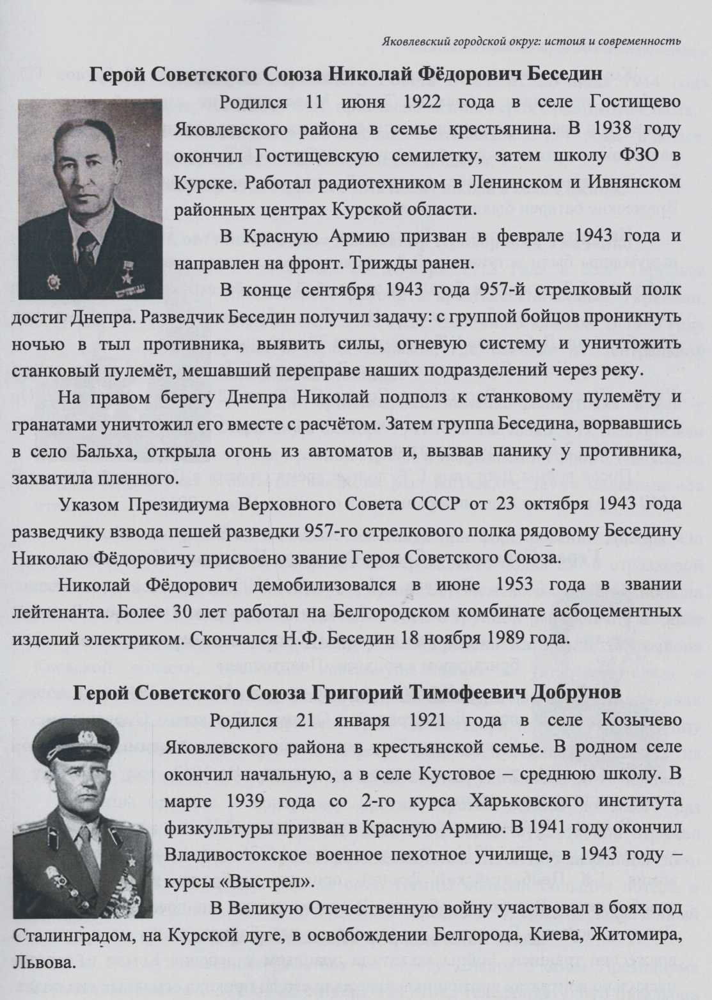 Яковлевский городской округ: истоия и современность
Герой Советского Союза Николай Фёдорович Беседин
Родился 11 июня 1922 года в селе Гостищево
Яковлевского района в семье крестьянина. В 1938 году
окончил Гостищевскую семилетку, затем школу ФЗО в
Курске. Работал радиотехником в Ленинском и Ивнянском
районных центрах Курской области.
В Красную Армию призван в феврале 1943 года и
направлен на фронт. Трижды ранен.
В конце сентября 1943 года 957-й стрелковый полк
достиг Днепра. Разведчик Беседин получил задачу: с группой бойцов проникнуть
ночью в тыл противника, выявить силы, огневую систему и уничтожить
станковый пулемёт, мешавший переправе наших подразделений через реку.
На правом берегу Днепра Николай подполз к станковому пулемёту и
гранатами уничтожил его вместе с расчётом. Затем группа Беседина, ворвавшись
в село Бальха, открыла огонь из автоматов и, вызвав панику у противника,
захватила пленного.
Указом Президиума Верховного Совета СССР от 23 октября 1943 года
разведчику взвода пешей разведки 957-го стрелкового полка рядовому Беседину
Николаю Фёдоровичу присвоено звание Героя Советского Союза.
Николай Фёдорович демобилизовался в июне 1953 года в звании
лейтенанта. Более 30 лет работал на Белгородском комбинате асбоцементных
изделий электриком. Скончался Н.Ф. Беседин 18 ноября 1989 года.
Герой Советского Союза Григорий Тимофеевич Добрунов
Родился 21 января 1921 года в селе Козычево
Яковлевского района в крестьянской семье. В родном селе
окончил начальную, а в селе Кустовое – среднюю школу. В
марте 1939 года со 2-го курса Харьковского института
физкультуры призван в Красную Армию. В 1941 году окончил
Владивостокское военное пехотное училище, в 1943 году –
курсы «Выстрел».
В Великую Отечественную войну участвовал в боях под
Сталинградом, на Курской дуге, в освобождении Белгорода, Киева, Житомира,
Львова.